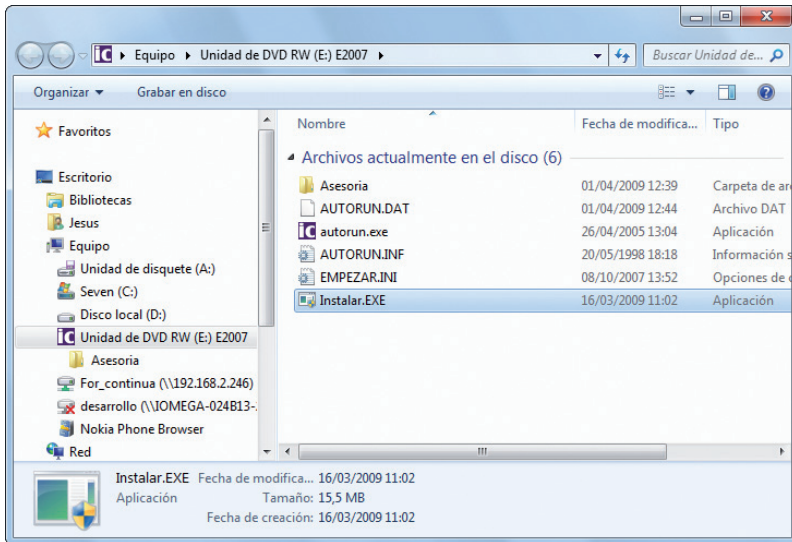 iC ▸ Equipo ▸ Unidad de DVD RW (E:) E2007 ▸
Buscar Unidad de...
Organizar Grabar en disco
Favoritos
Escritorio
Bibliotecas
Jesus
Equipo
Unidad de disquete (A:)
Seven (C:)
Disco local (D:)
iC Unidad de DVD RW (E:) E2007
Asesoria
For_continua (\\192.168.2.246)
desarrollo (\\IOMEGA-024B13-
Nokia Phone Browser
Red
Nombre Fecha de modifica... Tipo
Archivos actualmente en el disco (6)
Asesoria 01/04/2009 12:39 Carpeta de ar
AUTORUN.DAT 01/04/2009 12:44 Archivo DAT
iC autorun.exe 26/04/2005 13:04 Aplicación
AUTORUN.INF 20/05/1998 18:18 Información s
EMPEZAR.INI 08/10/2007 13:52 Opciones de c
Instalar.EXE 16/03/2009 11:02 Aplicación
Instalar.EXE Fecha de modifica... 16/03/2009 11:02
Aplicación Tamaño: 15,5 MB
Fecha de creación: 16/03/2009 11:02